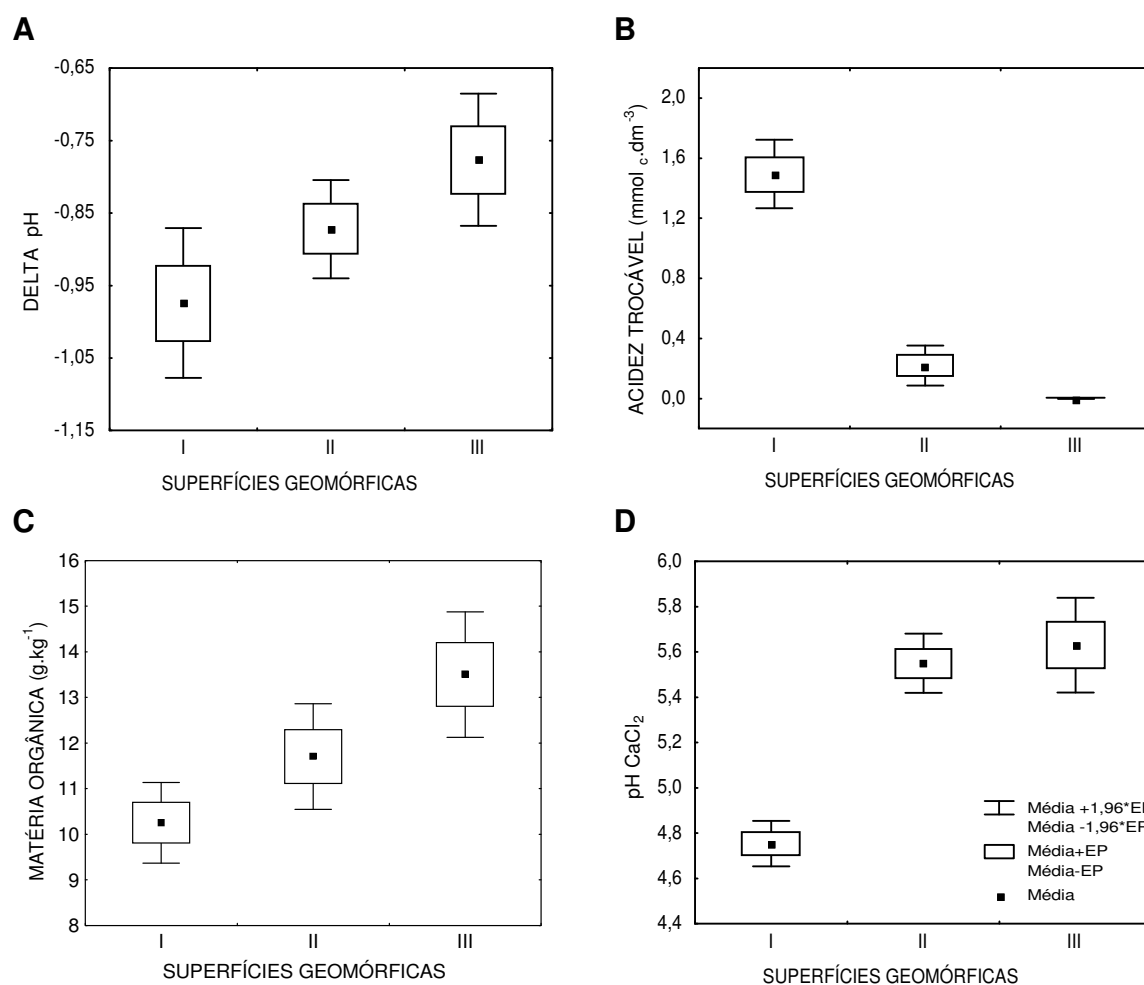 A
-0,65
-0,75
-0,85
-0,95
-1,05
-1,15
DELTA pH
I II III
SUPERFÍCIES GEOMÓRFICAS
B
2,0
1,6
1,2
0,4
0,0
ACIDEZ TROCÁVEL (mmol c.dm-3)
I II III
SUPERFÍCIES GEOMÓRFICAS
C
16
15
14
13
12
11
10
9
8
MATÉRIA ORGÂNICA (g.kg-1)
I II III
SUPERFÍCIES GEOMÓRFICAS
D
6,0
5,8
5,6
5,4
5,2
5,0
4,8
4,6
4,4
pH CaCl2
Média +1,96*E
Média -1,96*EP
Média+EP
Média-EP
Média
I II III
SUPERFÍCIES GEOMÓRFICAS